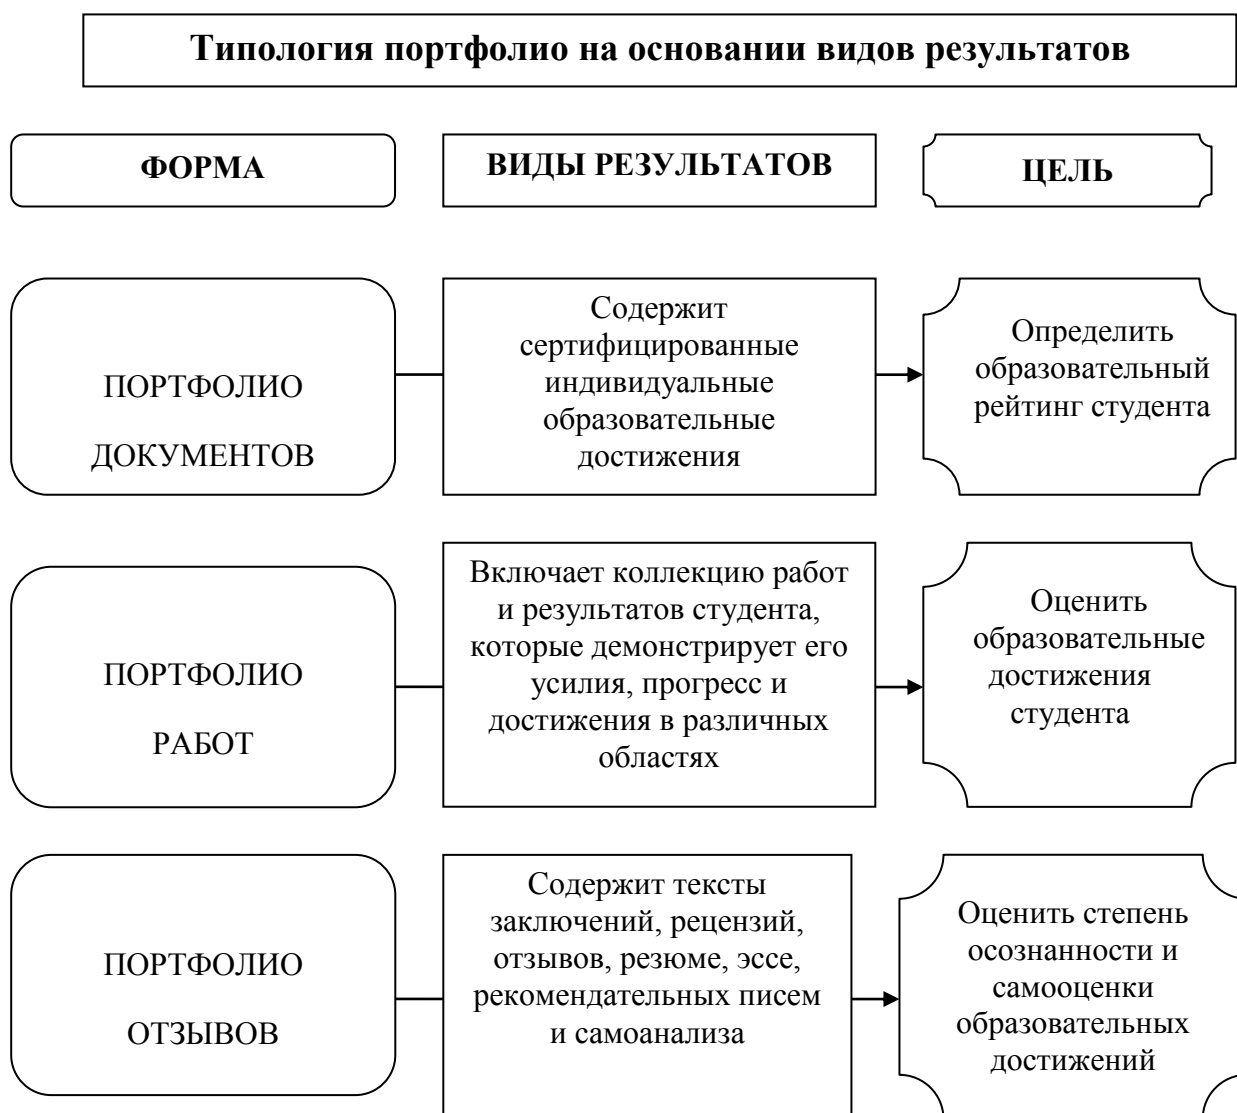 Типология портфолио на основании видов результатов
ФОРМА
ВИДЫ РЕЗУЛЬТАТОВ
ЦЕЛЬ
ПОРТФОЛИО
ДОКУМЕНТОВ
Содержит
сертифицированные
индивидуальные
образовательные
достижения
Определить
образовательный
рейтинг студента
ПОРТФОЛИО
РАБОТ
Включает коллекцию работ
и результатов студента,
которые демонстрирует его
усилия, прогресс и
достижения в различных
областях
Оценить
образовательные
достижения
студента
ПОРТФОЛИО
ОТЗЫВОВ
Содержит тексты
заключений, рецензий,
отзывов, резюме, эссе,
рекомендательных писем
и самоанализа
Оценить степень
осознанности и
самооценки
образовательных
достижений